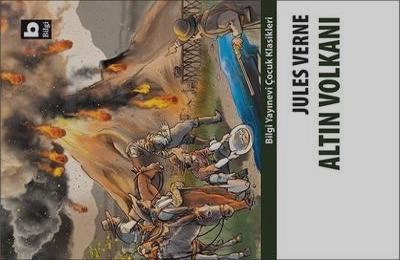 b
Bilgi
Bilgi Yayınevi Çocuk Klasikleri
JULES VERNE
ALTIN VOLKANI